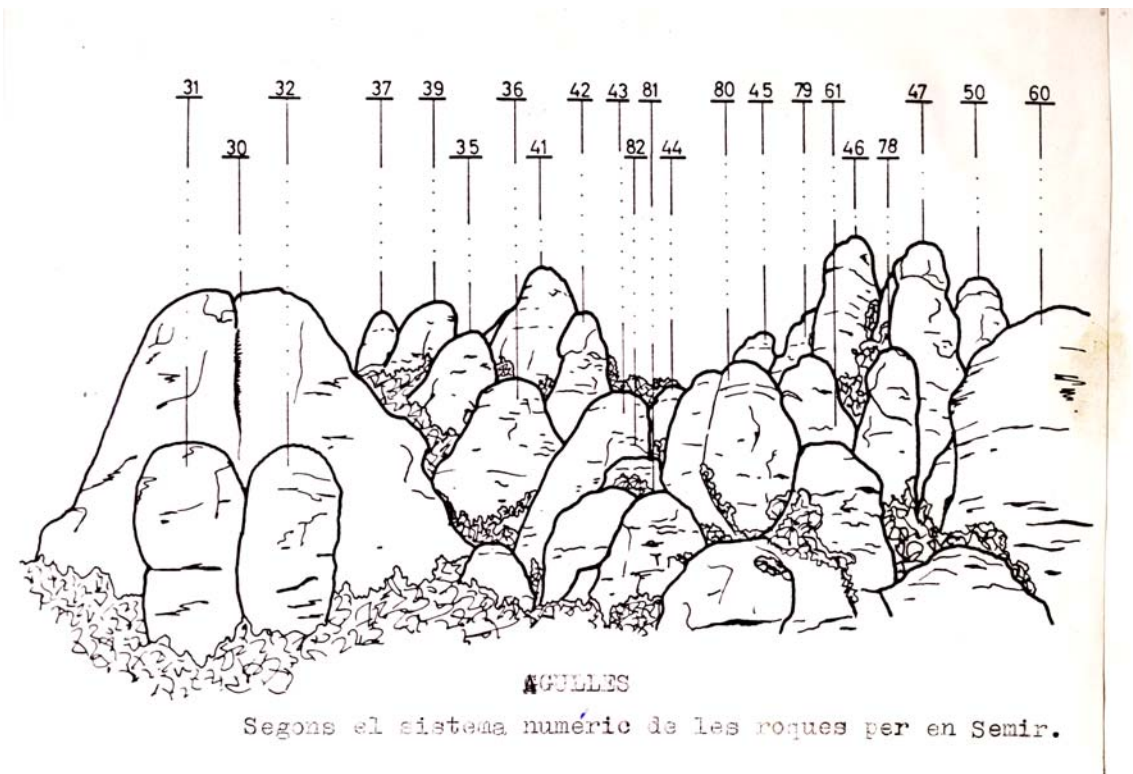 31 32 37 39 36 42 43 81 80 45 79 61 47 50 60
30 35 41 82 44 46 78
AGULLES
Segons el sistema numéric de les roques per en Semir.